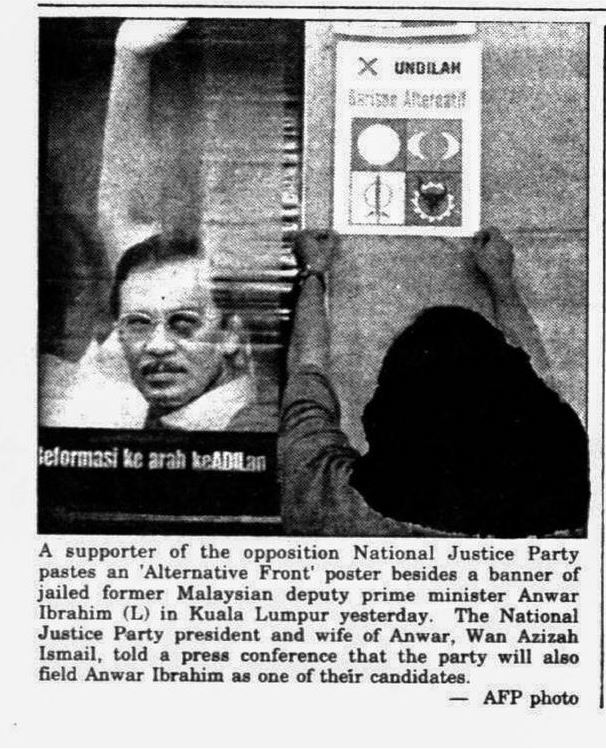 UNDILAH
Barisan Alternatif
Reformasi ke arah keADILan
A supporter of the opposition National Justice Party
pastes an 'Alternative Front' poster besides a banner of
jailed former Malaysian deputy prime minister Anwar
Ibrahim (L) in Kuala Lumpur yesterday. The National
Justice Party president and wife of Anwar, Wan Azizah
Ismail, told a press conference that the party will also
field Anwar Ibrahim as one of their candidates.
— AFP photo